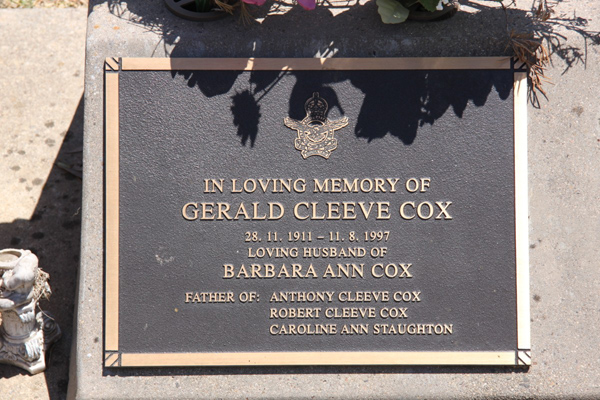 IN LOVING MEMORY OF
GERALD CLEEVE COX
28. 11. 1911 – 11. 8. 1997
LOVING HUSBAND OF
BARBARA ANN COX
FATHER OF: ANTHONY CLEEVE COX
ROBERT CLEEVE COX
CAROLINE ANN STAUGHTON